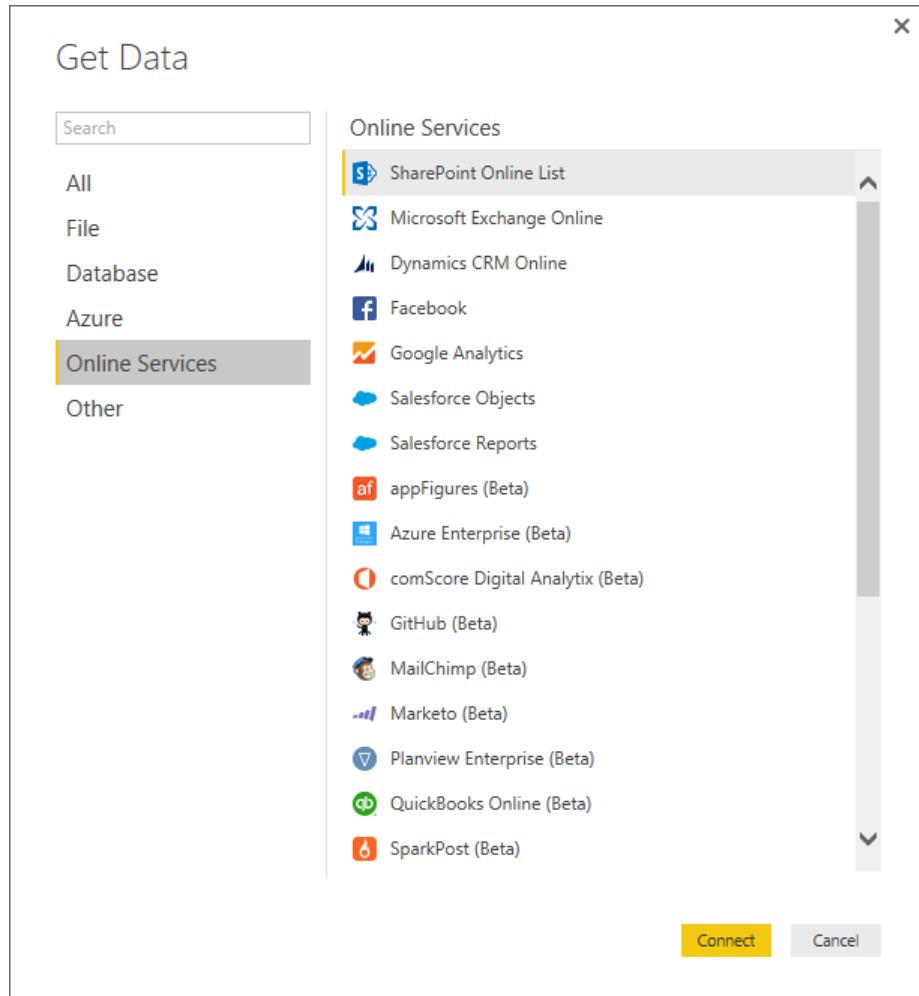 Get Data
Search
All
File
Database
Azure
Online Services
Other
Online Services
SharePoint Online List
Microsoft Exchange Online
Dynamics CRM Online
Facebook
Google Analytics
Salesforce Objects
Salesforce Reports
appFigures (Beta)
Azure Enterprise (Beta)
comScore Digital Analytix (Beta)
GitHub (Beta)
MailChimp (Beta)
Marketo (Beta)
Planview Enterprise (Beta)
QuickBooks Online (Beta)
SparkPost (Beta)
Connect
Cancel